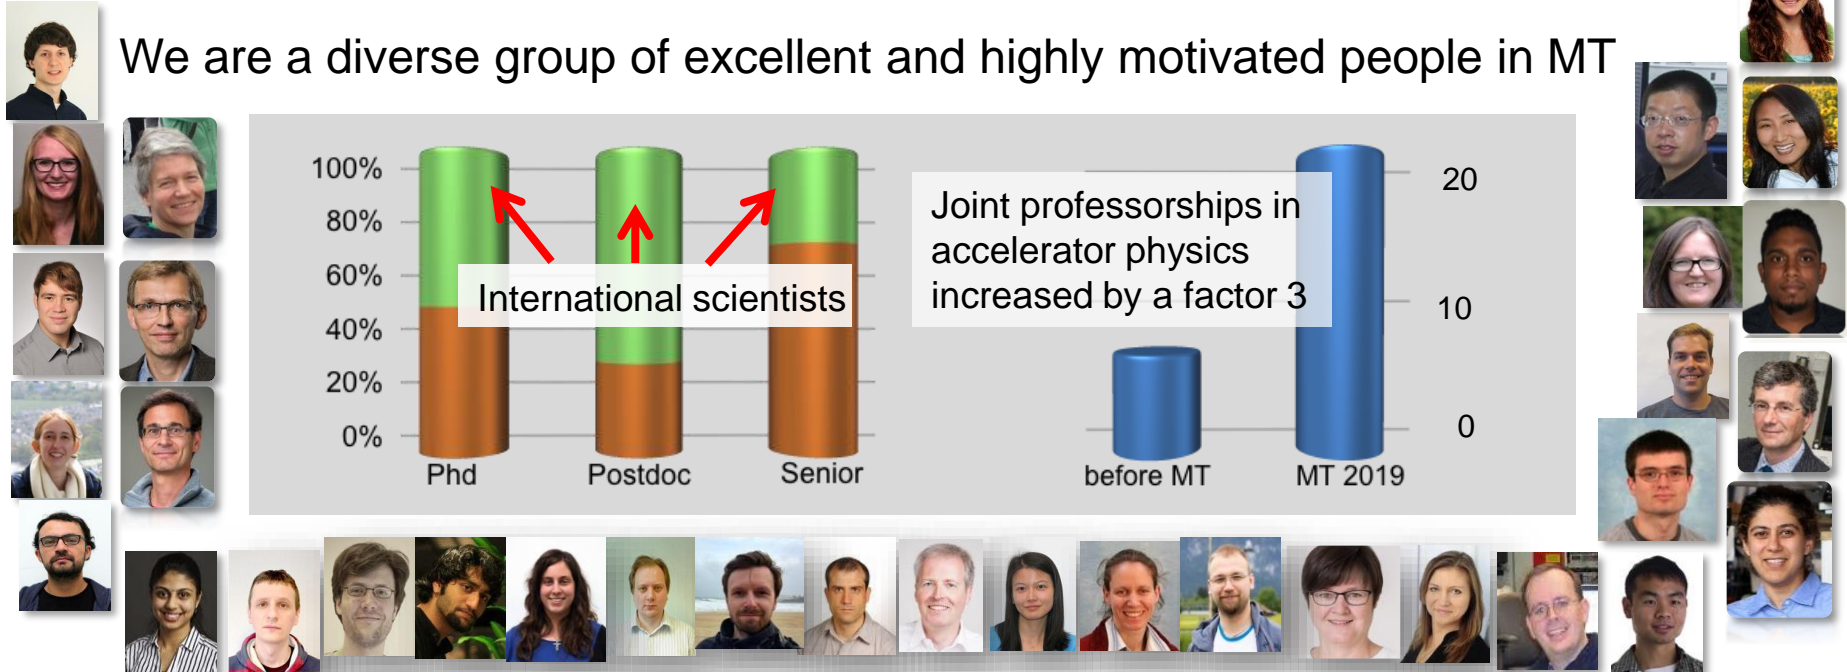 We are a diverse group of excellent and highly motivated people in MT
100%
80%
60%
40%
20%
0%
International scientists
Phd
Postdoc
Senior
Joint professorships in
accelerator physics
increased by a factor 3
20
10
0
before MT
MT 2019